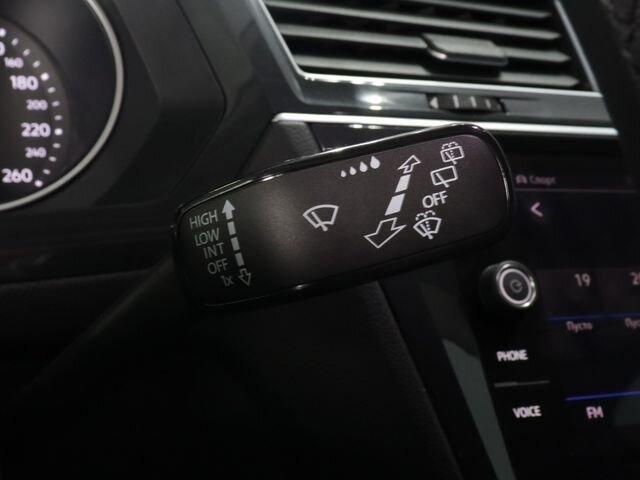 160
180
200
220
240
260
HIGH
LOW
INT
OFF
1x
OFF
Спорт
19
Пусто
PHONE
VOICE
FM